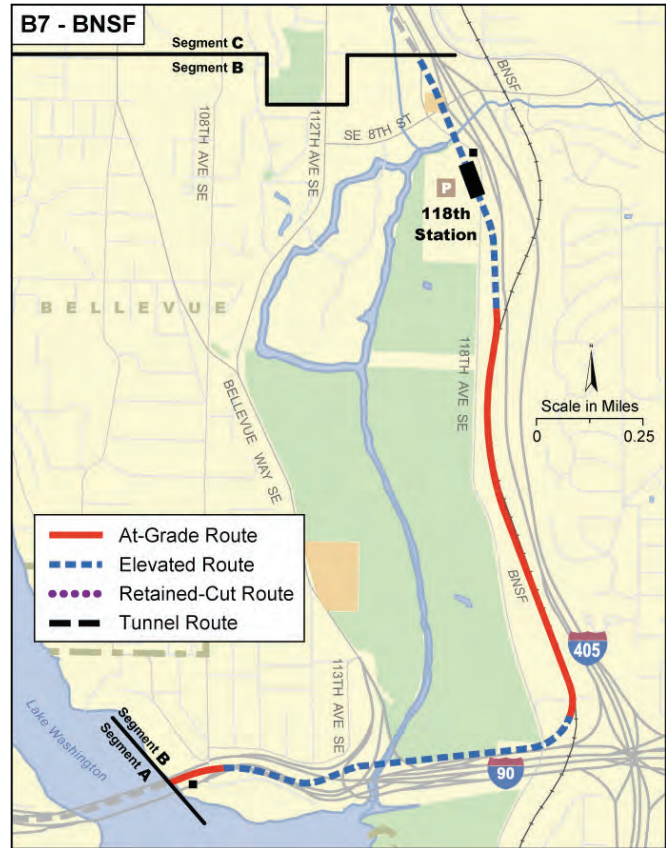 B7 - BNSF
Segment C
Segment B
BNSF
108TH AVE SE
112TH AVE SE
SE 8TH ST
P
118th
Station
BELLEVUE
118TH AVE SE
N
Scale in Miles
0 0.25
BELLEVUE WAY SE
At-Grade Route
Elevated Route
Retained-Cut Route
Tunnel Route
BNSF
405
113TH AVE SE
Lake Washington
Segment B
Segment A
90